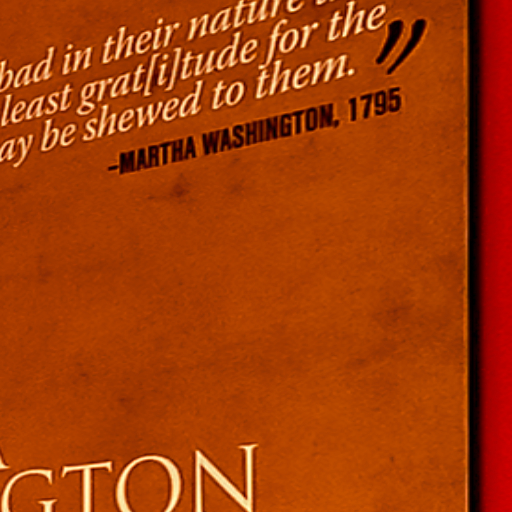 bad in their nature
least grat[i]tude for the
ay be shewed to them.”
-MARTHA WASHINGTON, 1795
GTON